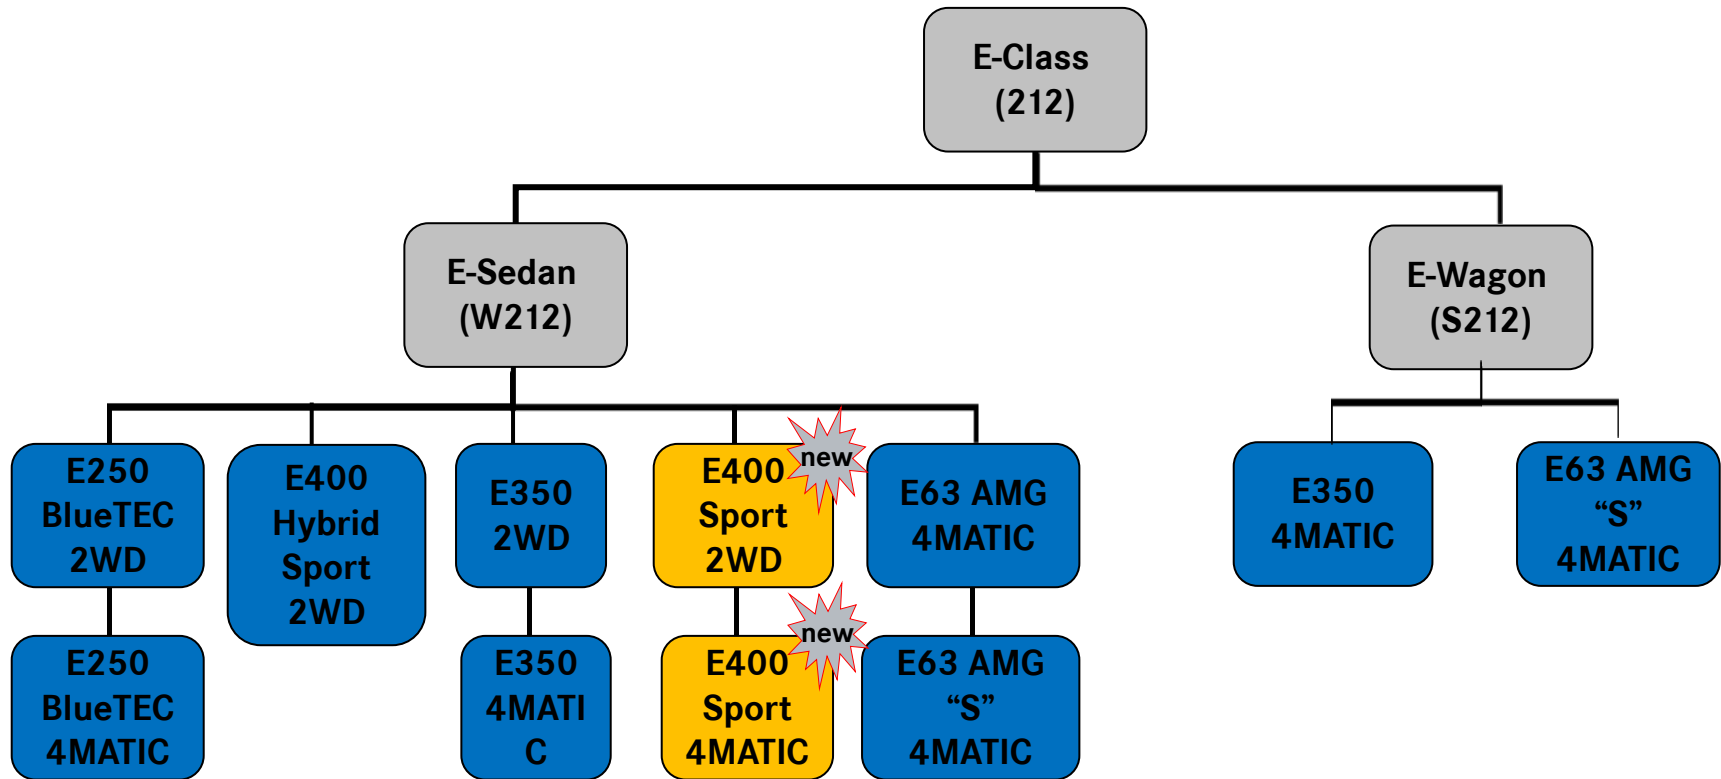 E-Class
(212)
E-Sedan
(W212)
E-Wagon
(S212)
E250
BlueTEC
2WD
E400
Hybrid
Sport
2WD
E350
2WD
E400
Sport
2WD
new
E63 AMG
4MATIC
E350
4MATIC
E63 AMG
“S”
4MATIC
E250
BlueTEC
4MATIC
E350
4MATI
C
E400
Sport
4MATIC
new
E63 AMG
“S”
4MATIC